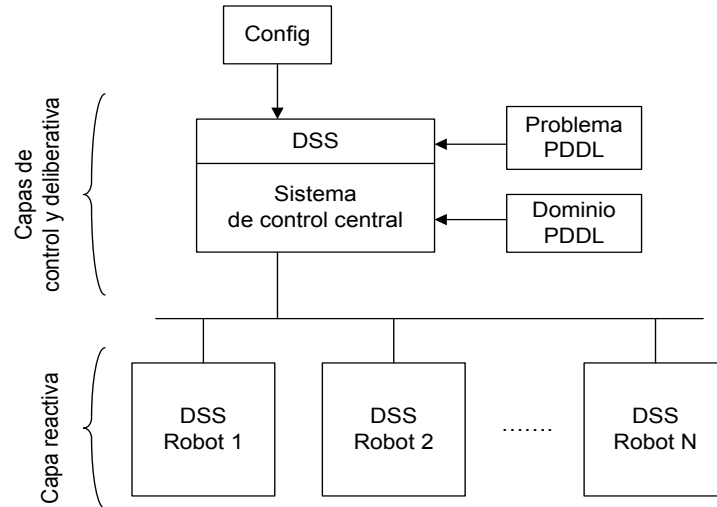 Config
DSS
Sistema
de control central
Problema
PDDL
Dominio
PDDL
Capas de
control y deliberativa
Capa reactiva
DSS
Robot 1
DSS
Robot 2
.......
DSS
Robot N